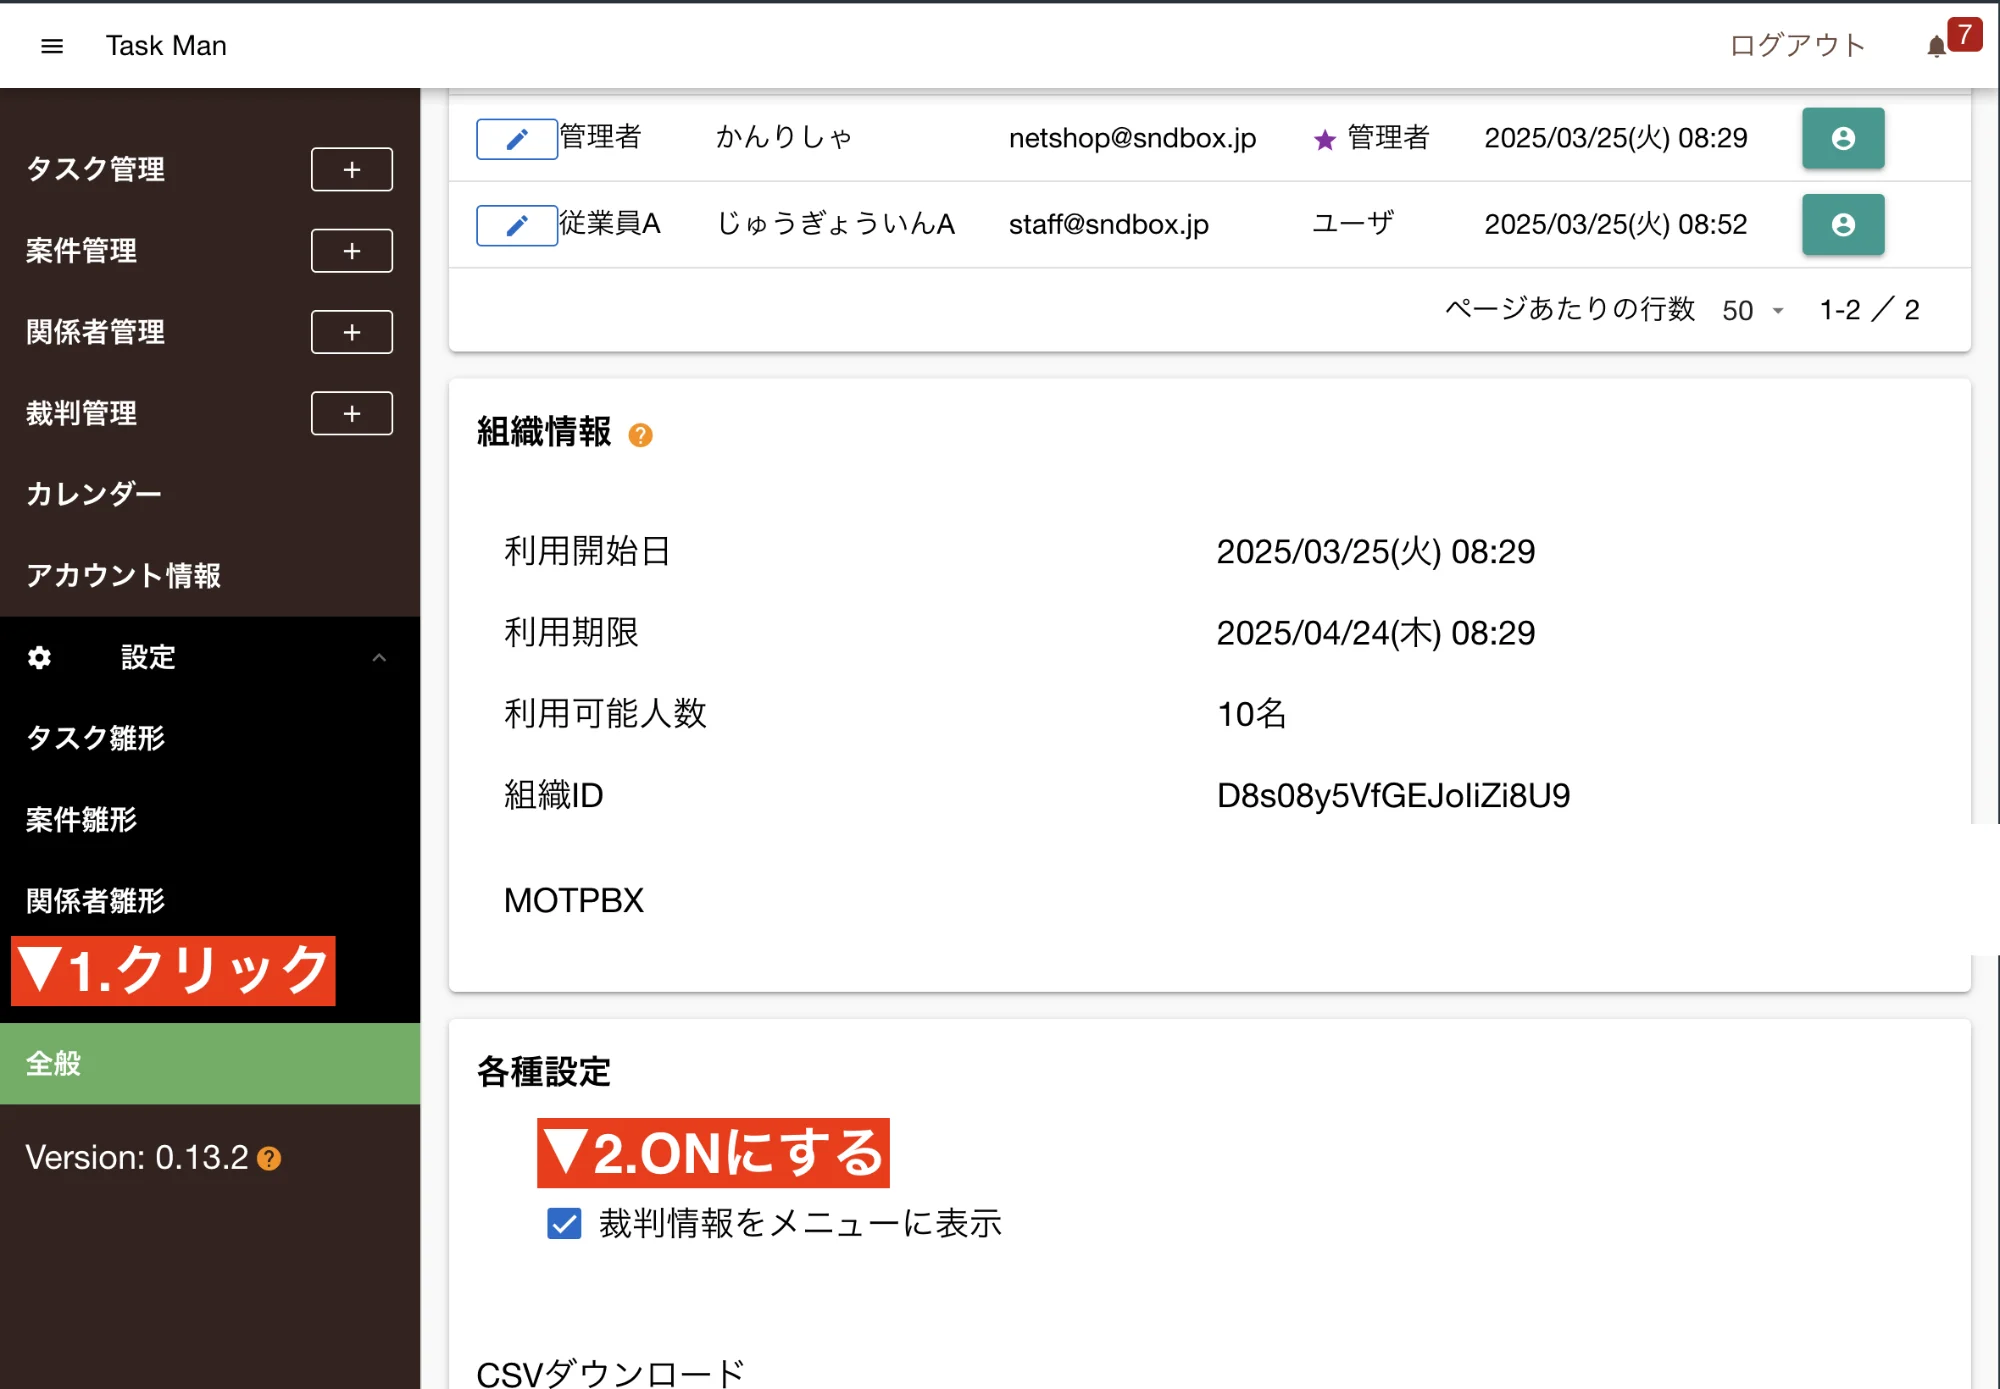 Task Man
ログアウト
7
タスク管理
案件管理
関係者管理
裁判管理
カレンダー
アカウント情報
設定
タスク雛形
案件雛形
関係者雛形
▼1.クリック
全般
Version: 0.13.2
管理者 かんりしゃ netshop@sndbox.jp 管理者 2025/03/25(火) 08:29
従業員A じゅうぎょういんA staff@sndbox.jp ユーザ 2025/03/25(火) 08:52
ページあたりの行数 50 1-2 ／ 2
組織情報
利用開始日 2025/03/25(火) 08:29
利用期限 2025/04/24(木) 08:29
利用可能人数 10名
組織ID D8s08y5VfGEJoIiZi8U9
MOTPBX
各種設定
▼2.ONにする
裁判情報をメニューに表示
CSVダウンロード